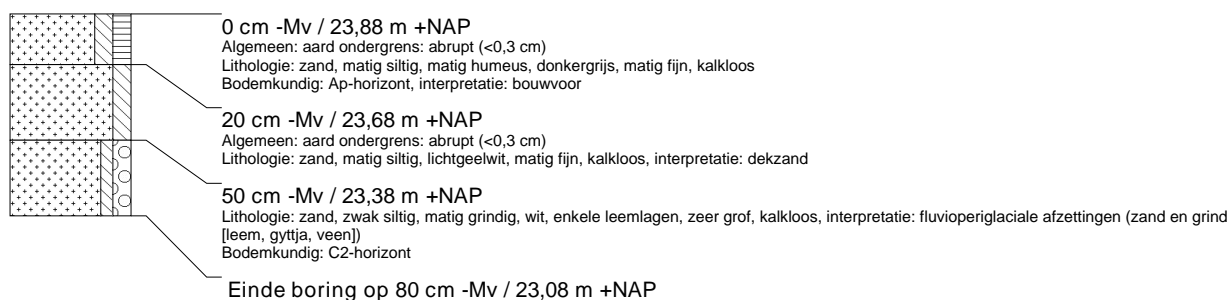 0 cm -Mv / 23,88 m +NAP
Algemeen: aard ondergrens: abrupt (<0,3 cm)
Lithologie: zand, matig siltig, matig humeus, donkergrijs, matig fijn, kalkloos
Bodemkundig: Ap-horizont, interpretatie: bouwvoor
20 cm -Mv / 23,68 m +NAP
Algemeen: aard ondergrens: abrupt (<0,3 cm)
Lithologie: zand, matig siltig, lichtgeelwit, matig fijn, kalkloos, interpretatie: dekzand
50 cm -Mv / 23,38 m +NAP
Lithologie: zand, zwak siltig, matig grindig, wit, enkele leemlagen, zeer grof, kalkloos, interpretatie: fluvioperiglaciale afzettingen (zand en grind
[leem, gyttja, veen])
Bodemkundig: C2-horizont
Einde boring op 80 cm -Mv / 23,08 m +NAP